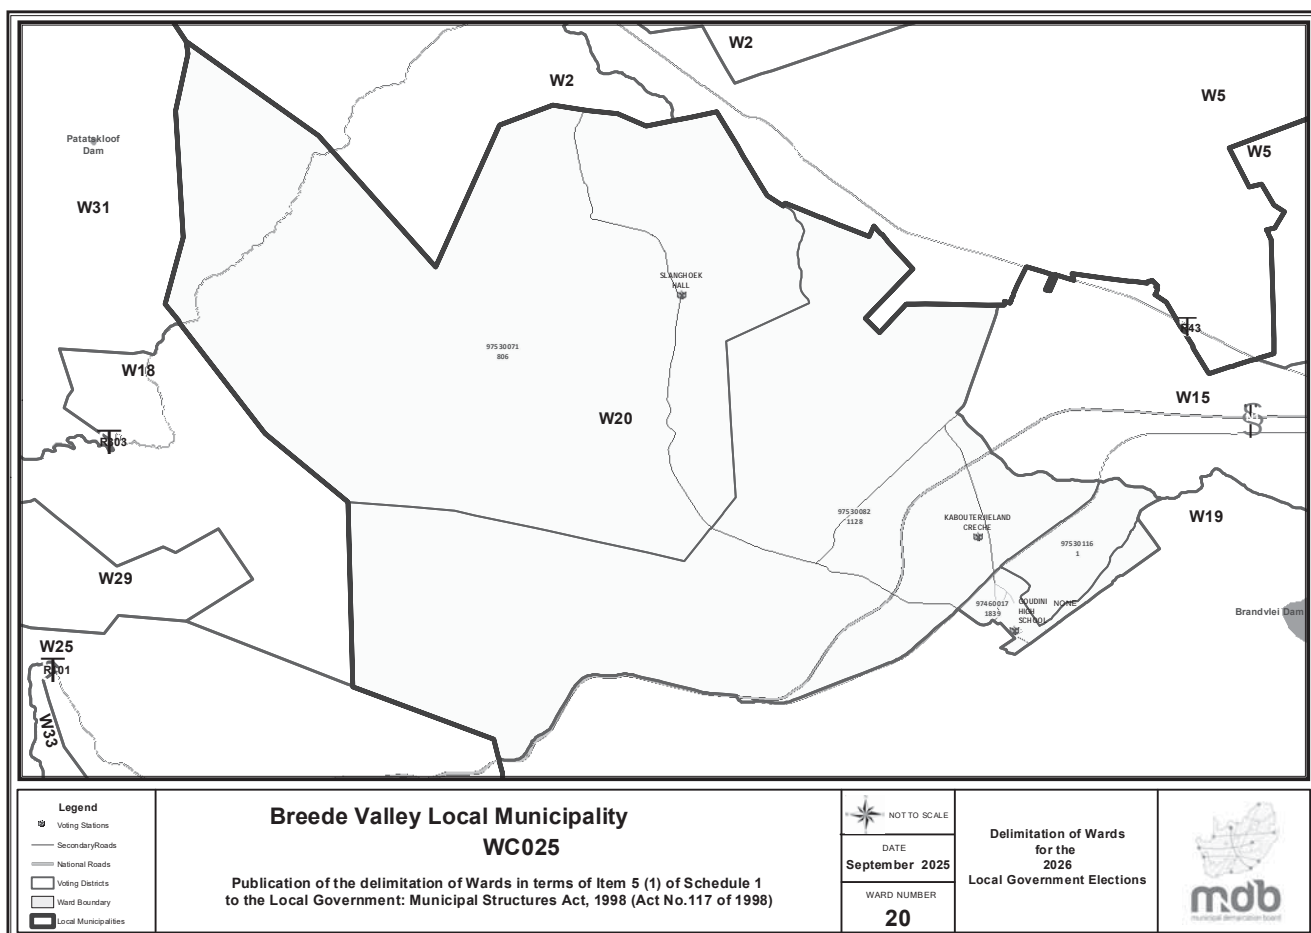 W2
W2
W5
Patatskloof
Dam
W5
W31
SLANGHOEK
HALL
R43
97530071
806
W18
W15
W20
R303
97530082
1128
KABOUTERJIELAND
CRECHE
W19
97530116
1
W29
97460017
1839
GOUDINI
HIGH
SCHOOL
NONE
Brandvlei Dam
W25
R101
W33
Legend
Voting Stations
SecondaryRoads
National Roads
Voting Districts
Ward Boundary
Local Municipalities
Breede Valley Local Municipality
WC025
Publication of the delimitation of Wards in terms of Item 5 (1) of Schedule 1
to the Local Government: Municipal Structures Act, 1998 (Act No.117 of 1998)
NOT TO SCALE
DATE
September 2025
WARD NUMBER
20
Delimitation of Wards
for the
2026
Local Government Elections
mdb
municipal demarcation board